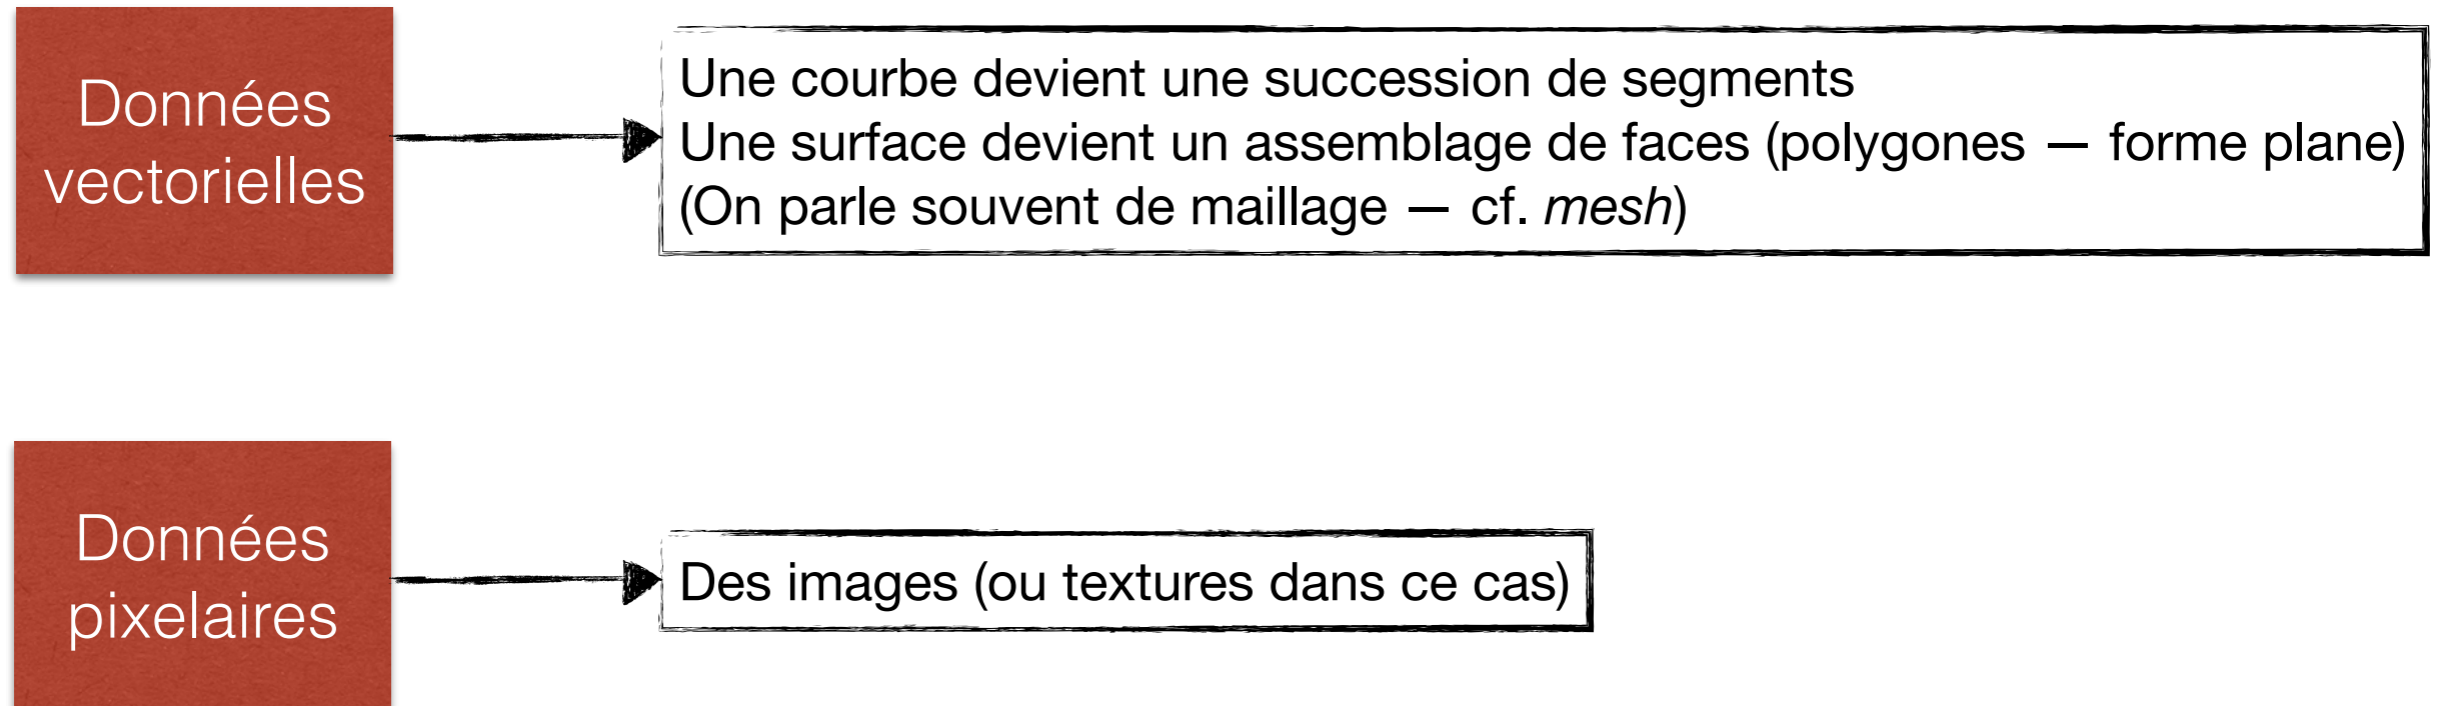 Données
vectorielles
Une courbe devient une succession de segments
Une surface devient un assemblage de faces (polygones — forme plane)
(On parle souvent de maillage — cf. mesh)
Données
pixelaires
Des images (ou textures dans ce cas)